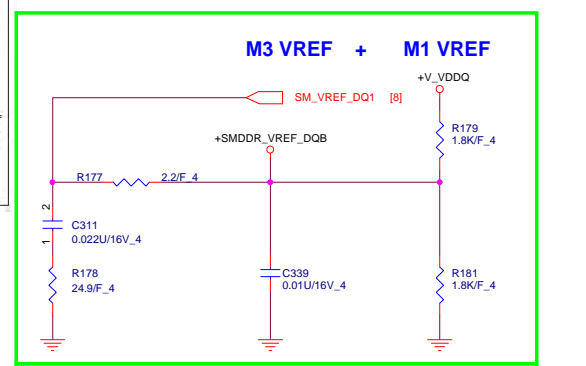 M3 VREF + M1 VREF
+V_VDDQ
SM_VREF_DQ1 [8]
R179
1.8K/F_4
+SMDDR_VREF_DQB
R177 2.2/F_4
2
C311
1
0.022U/16V_4
R178
24.9/F_4
C339
0.01U/16V_4
R181
1.8K/F_4